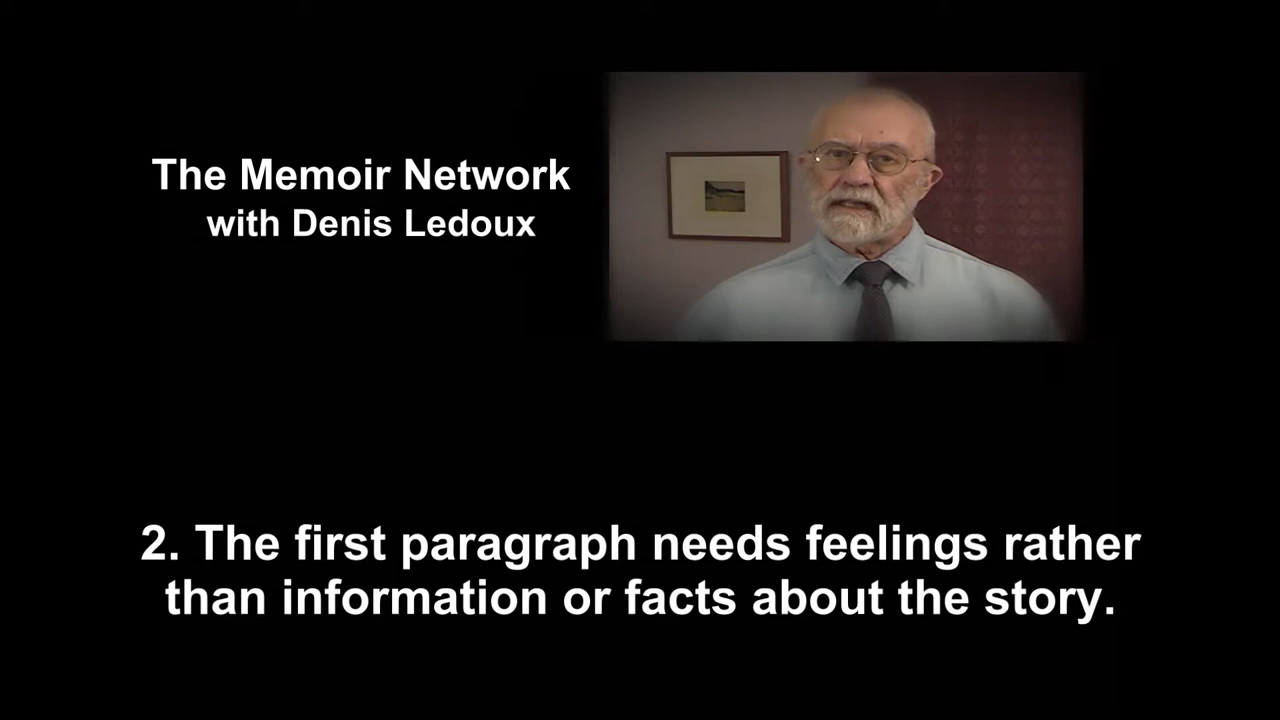 The Memoir Network
with Denis Ledoux
2. The first paragraph needs feelings rather
than information or facts about the story.